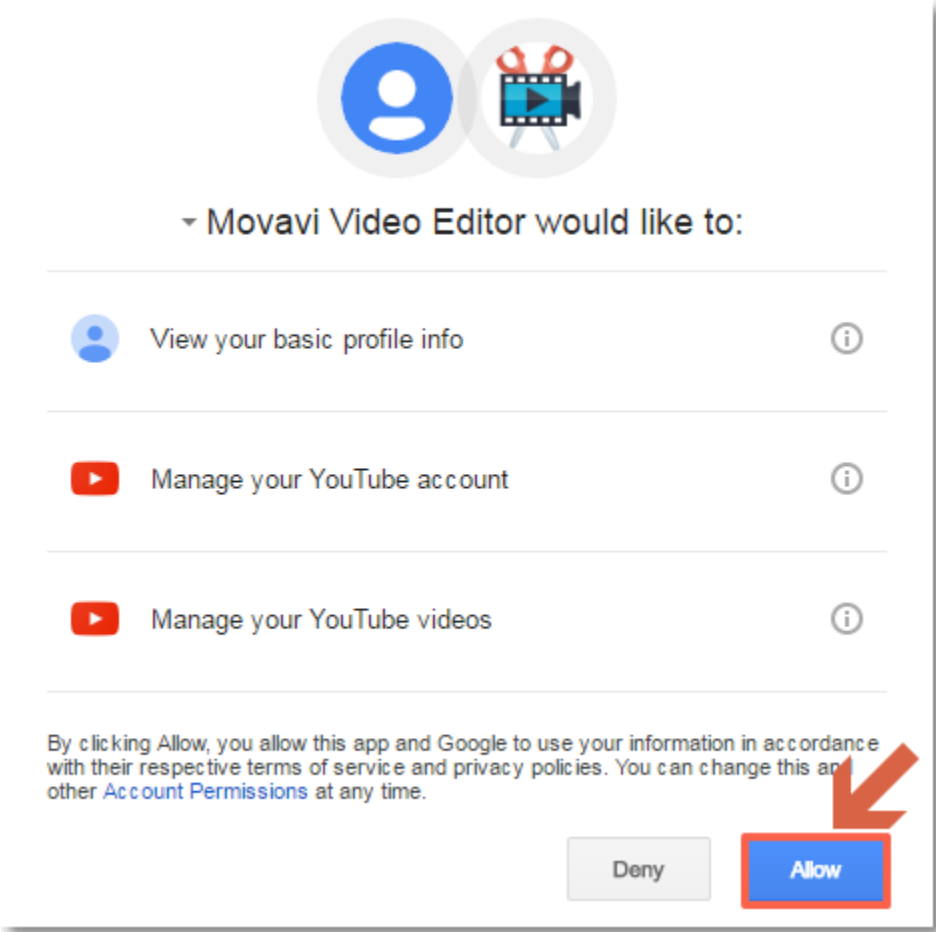 Movavi Video Editor would like to:
View your basic profile info
Manage your YouTube account
Manage your YouTube videos
By clicking Allow, you allow this app and Google to use your information in accordance
with their respective terms of service and privacy policies. You can change this and
other Account Permissions at any time.
Deny
Allow